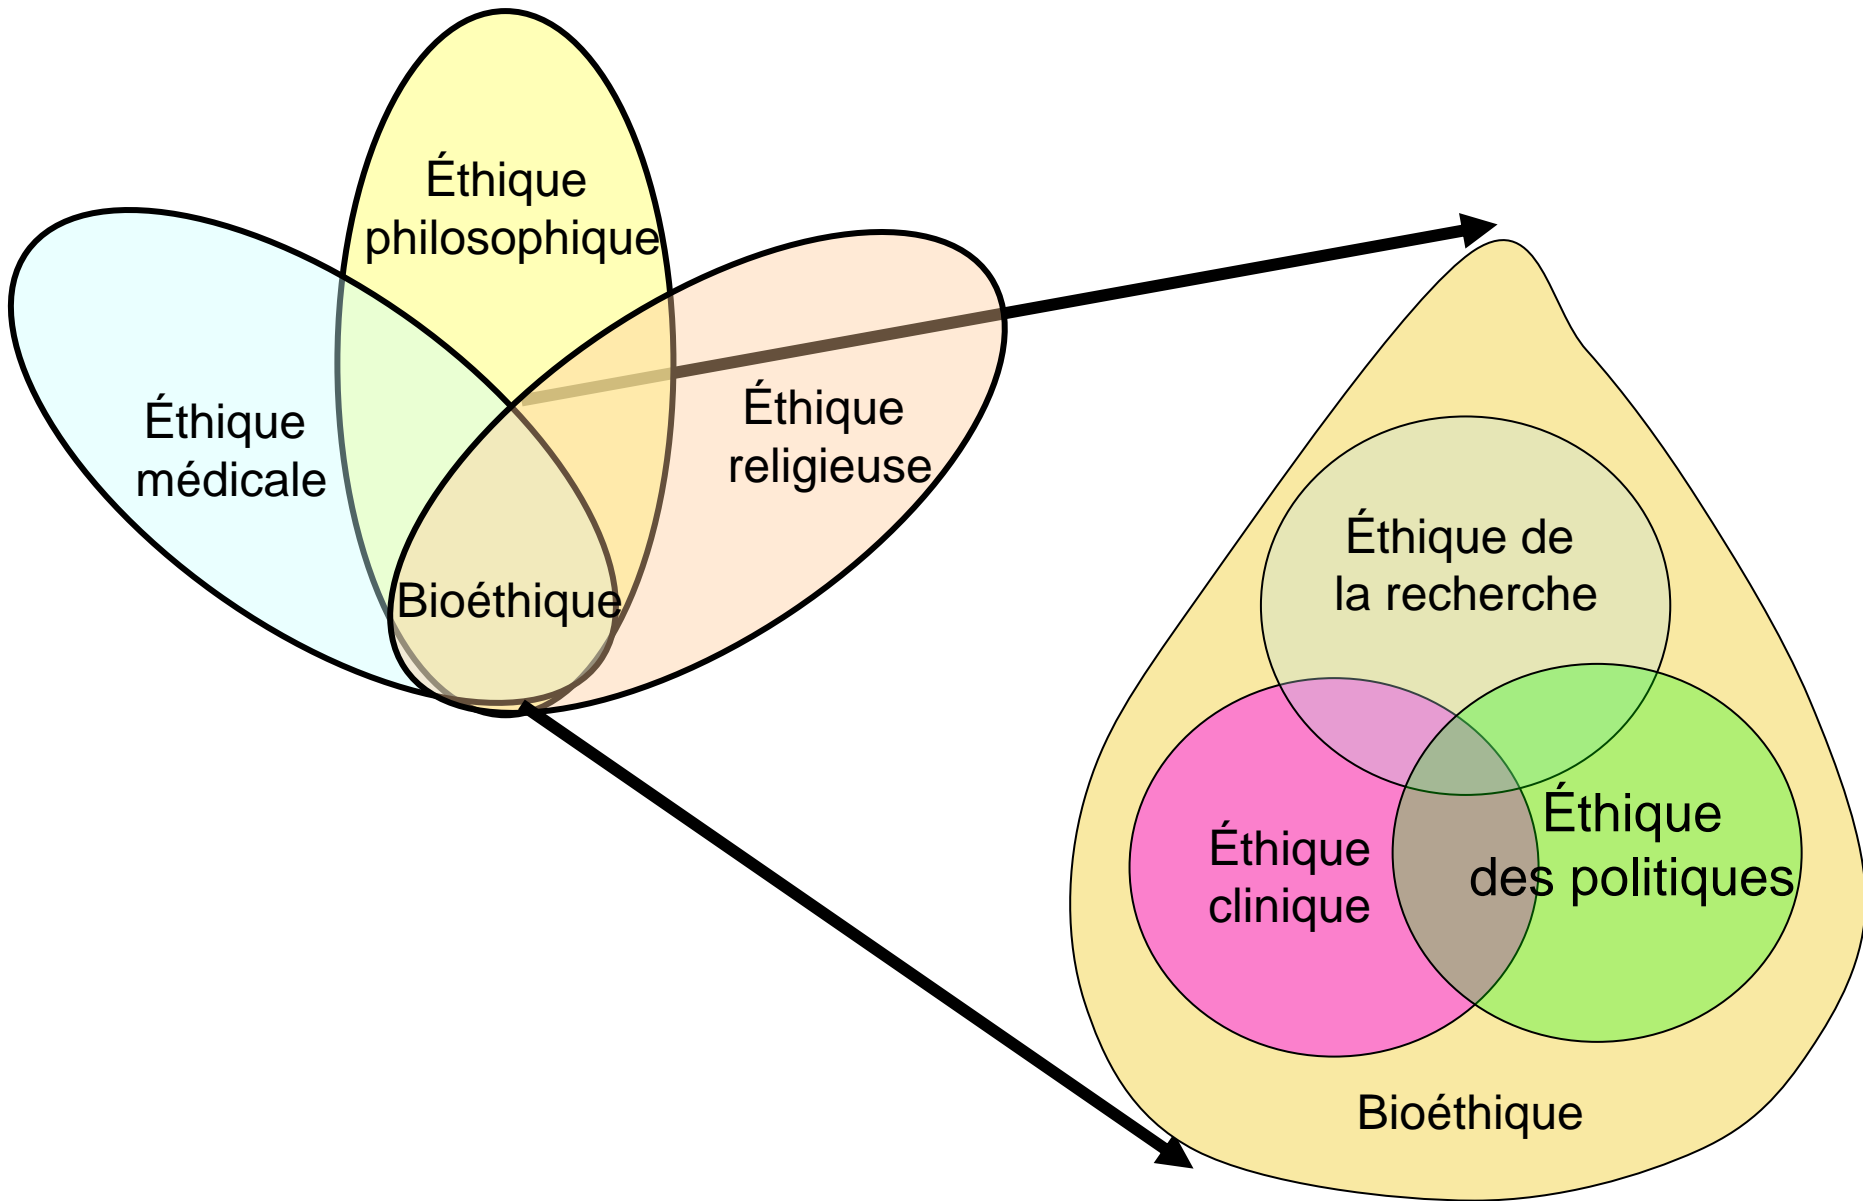 Éthique
philosophique
Éthique
médicale
Éthique
religieuse
Bioéthique
Éthique de
la recherche
Éthique
clinique
Éthique
des politiques
Bioéthique